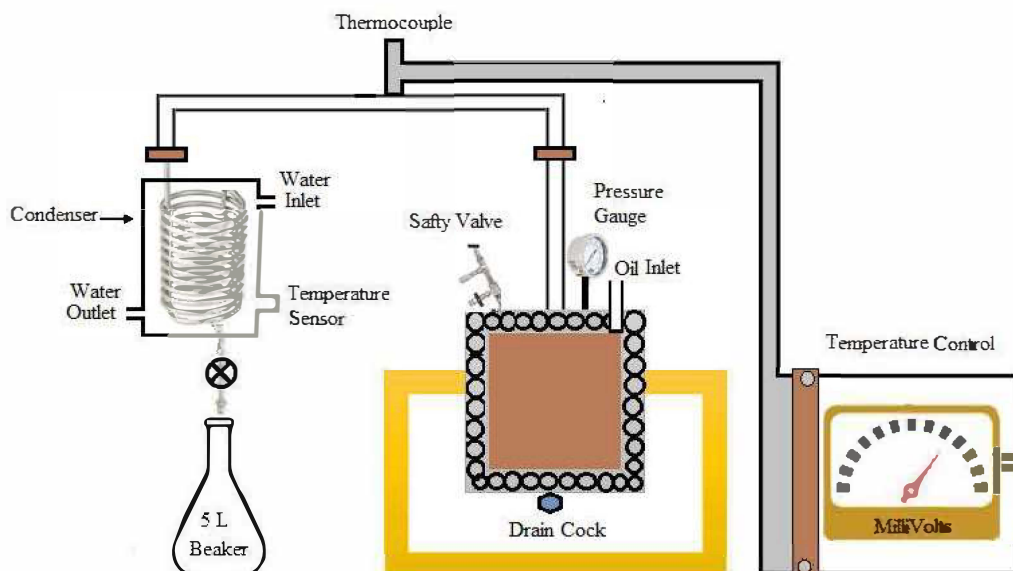 Thermocouple
Water
Inlet
Condenser
Pressure
Gauge
Safty Valve
Oil Inlet
Water
Outlet
Temperature
Sensor
Temperature Control
5 L
Beaker
Drain Cock
MilliVolts